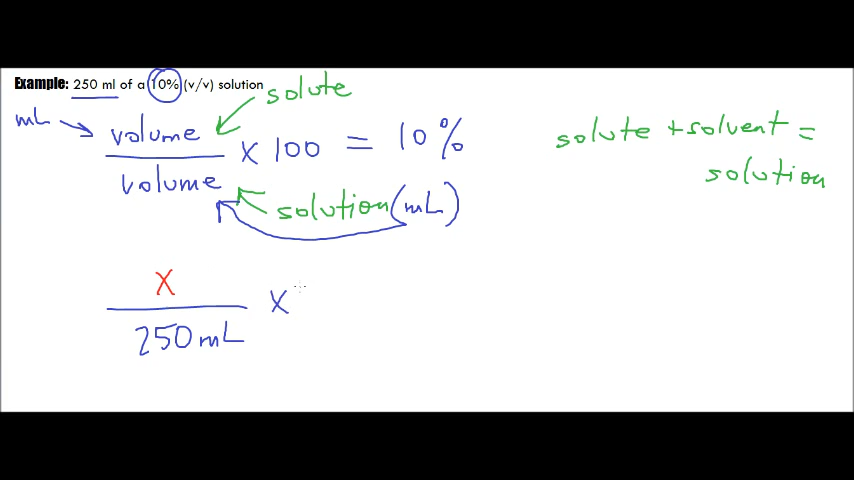 Example: 250 ml of a 10% (v/v) solution
solute
mL
volume
volume
× 100 = 10%
solution (mL)
solute + solvent =
solution
X
250 mL
×